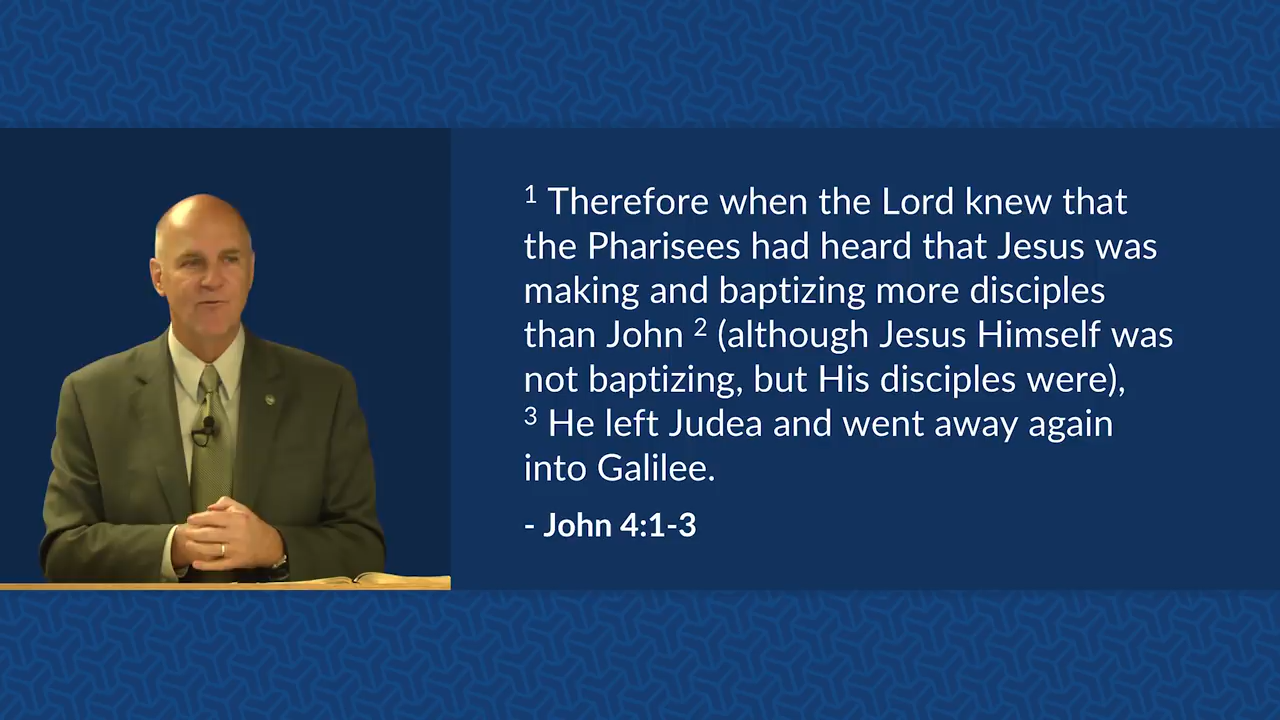 1 Therefore when the Lord knew that
the Pharisees had heard that Jesus was
making and baptizing more disciples
than John 2 (although Jesus Himself was
not baptizing, but His disciples were),
3 He left Judea and went away again
into Galilee.
- John 4:1-3